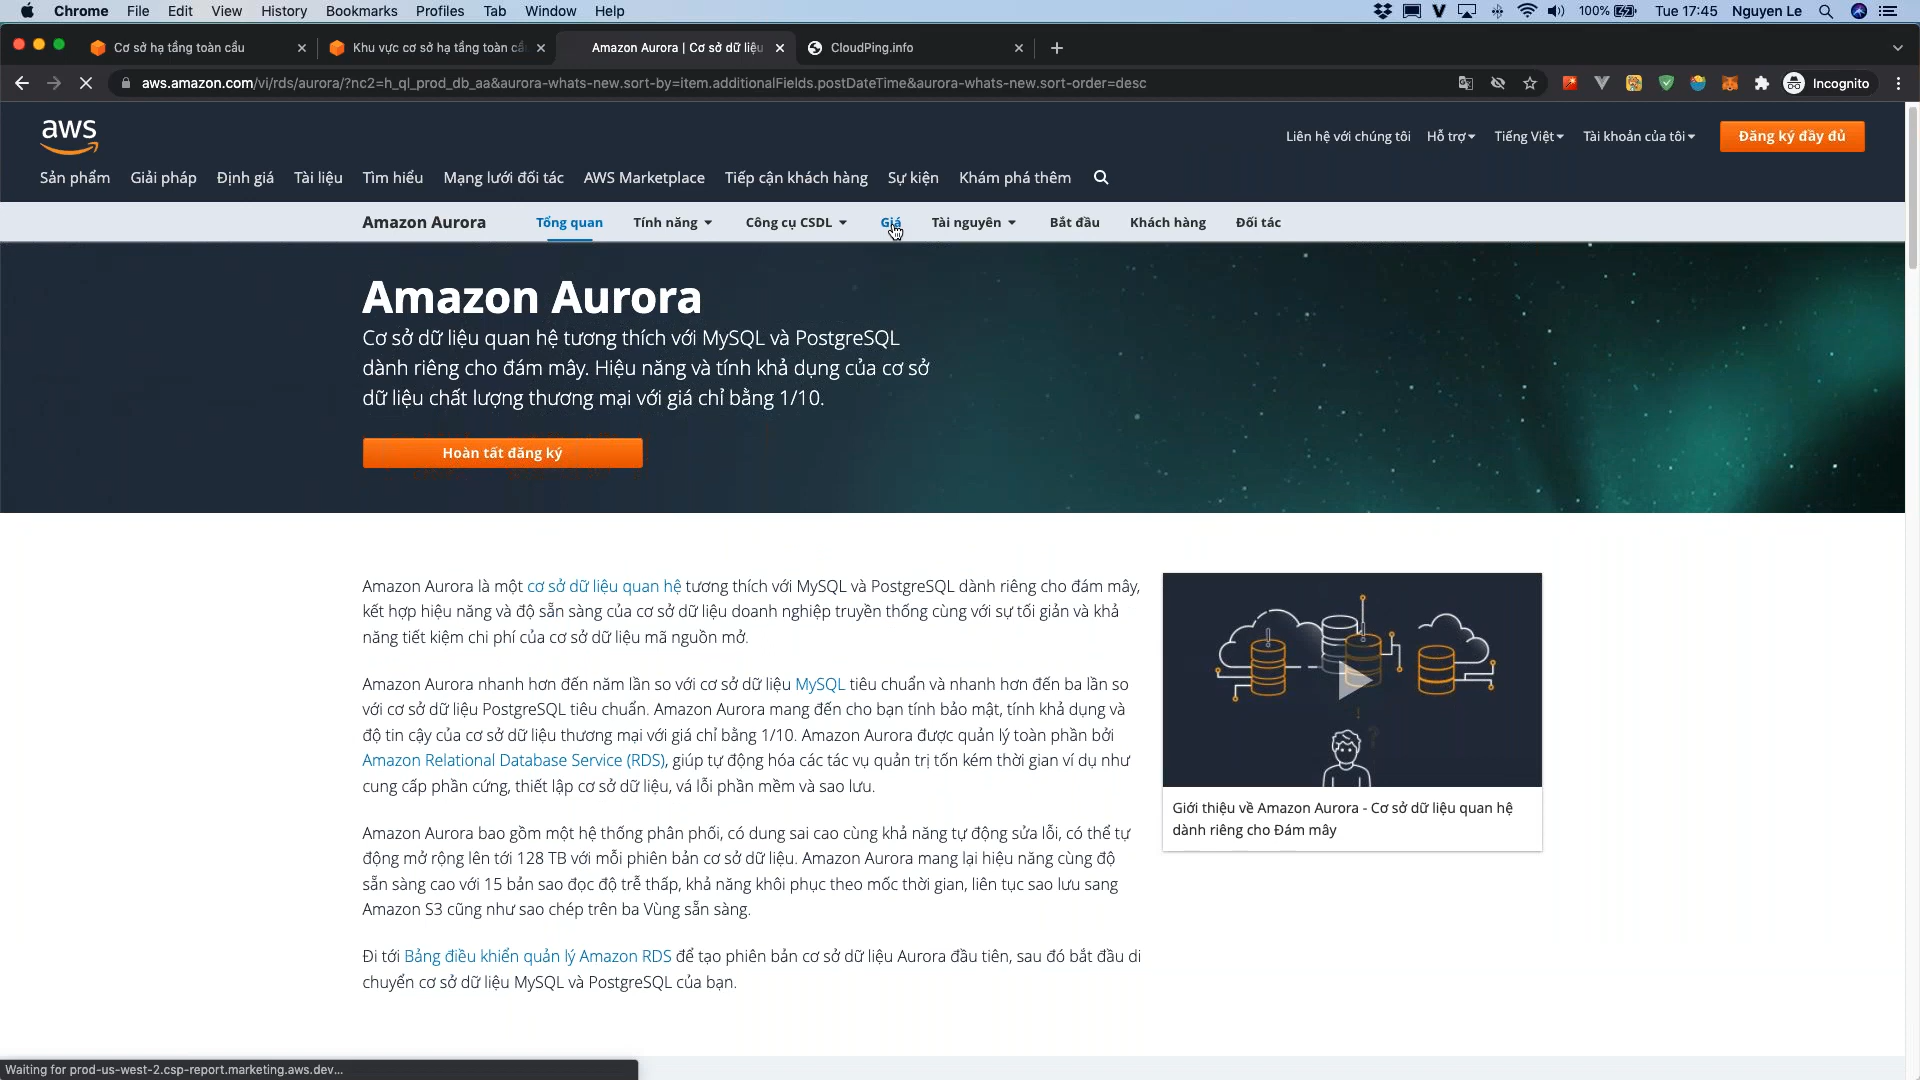 Chrome File Edit View History Bookmarks Profiles Tab Window Help 100% Tue 17:45 Nguyen Le
Cơ sở hạ tầng toàn cầu
Khu vực cơ sở hạ tầng toàn cầ
Amazon Aurora | Cơ sở dữ liệu
CloudPing.info
aws.amazon.com/vi/rds/aurora/?nc2=h_ql_prod_db_aa&aurora-whats-new.sort-by=item.additionalFields.postDateTime&aurora-whats-new.sort-order=desc
Incognito
aws
Liên hệ với chúng tôi Hỗ trợ Tiếng Việt Tài khoản của tôi Đăng ký đầy đủ
Sản phẩm Giải pháp Định giá Tài liệu Tìm hiểu Mạng lưới đối tác AWS Marketplace Tiếp cận khách hàng Sự kiện Khám phá thêm
Amazon Aurora Tổng quan Tính năng Công cụ CSDL Giá Tài nguyên Bắt đầu Khách hàng Đối tác
Amazon Aurora
Cơ sở dữ liệu quan hệ tương thích với MySQL và PostgreSQL
dành riêng cho đám mây. Hiệu năng và tính khả dụng của cơ sở
dữ liệu chất lượng thương mại với giá chỉ bằng 1/10.
Hoàn tất đăng ký
Amazon Aurora là một cơ sở dữ liệu quan hệ tương thích với MySQL và PostgreSQL dành riêng cho đám mây,
kết hợp hiệu năng và độ sẵn sàng của cơ sở dữ liệu doanh nghiệp truyền thống cùng với sự tối giản và khả
năng tiết kiệm chi phí của cơ sở dữ liệu mã nguồn mở.
Amazon Aurora nhanh hơn đến năm lần so với cơ sở dữ liệu MySQL tiêu chuẩn và nhanh hơn đến ba lần so
với cơ sở dữ liệu PostgreSQL tiêu chuẩn. Amazon Aurora mang đến cho bạn tính bảo mật, tính khả dụng và
độ tin cậy của cơ sở dữ liệu thương mại với giá chỉ bằng 1/10. Amazon Aurora được quản lý toàn phần bởi
Amazon Relational Database Service (RDS), giúp tự động hóa các tác vụ quản trị tốn kém thời gian ví dụ như
cung cấp phần cứng, thiết lập cơ sở dữ liệu, vá lỗi phần mềm và sao lưu.
Amazon Aurora bao gồm một hệ thống phân phối, có dung sai cao cùng khả năng tự động sửa lỗi, có thể tự
động mở rộng lên tới 128 TB với mỗi phiên bản cơ sở dữ liệu. Amazon Aurora mang lại hiệu năng cùng độ
sẵn sàng cao với 15 bản sao đọc độ trễ thấp, khả năng khôi phục theo mốc thời gian, liên tục sao lưu sang
Amazon S3 cũng như sao chép trên ba Vùng sẵn sàng.
Đi tới Bảng điều khiển quản lý Amazon RDS để tạo phiên bản cơ sở dữ liệu Aurora đầu tiên, sau đó bắt đầu di
chuyển cơ sở dữ liệu MySQL và PostgreSQL của bạn.
Giới thiệu về Amazon Aurora - Cơ sở dữ liệu quan hệ
dành riêng cho Đám mây
Waiting for prod-us-west-2.csp-report.marketing.aws.dev...